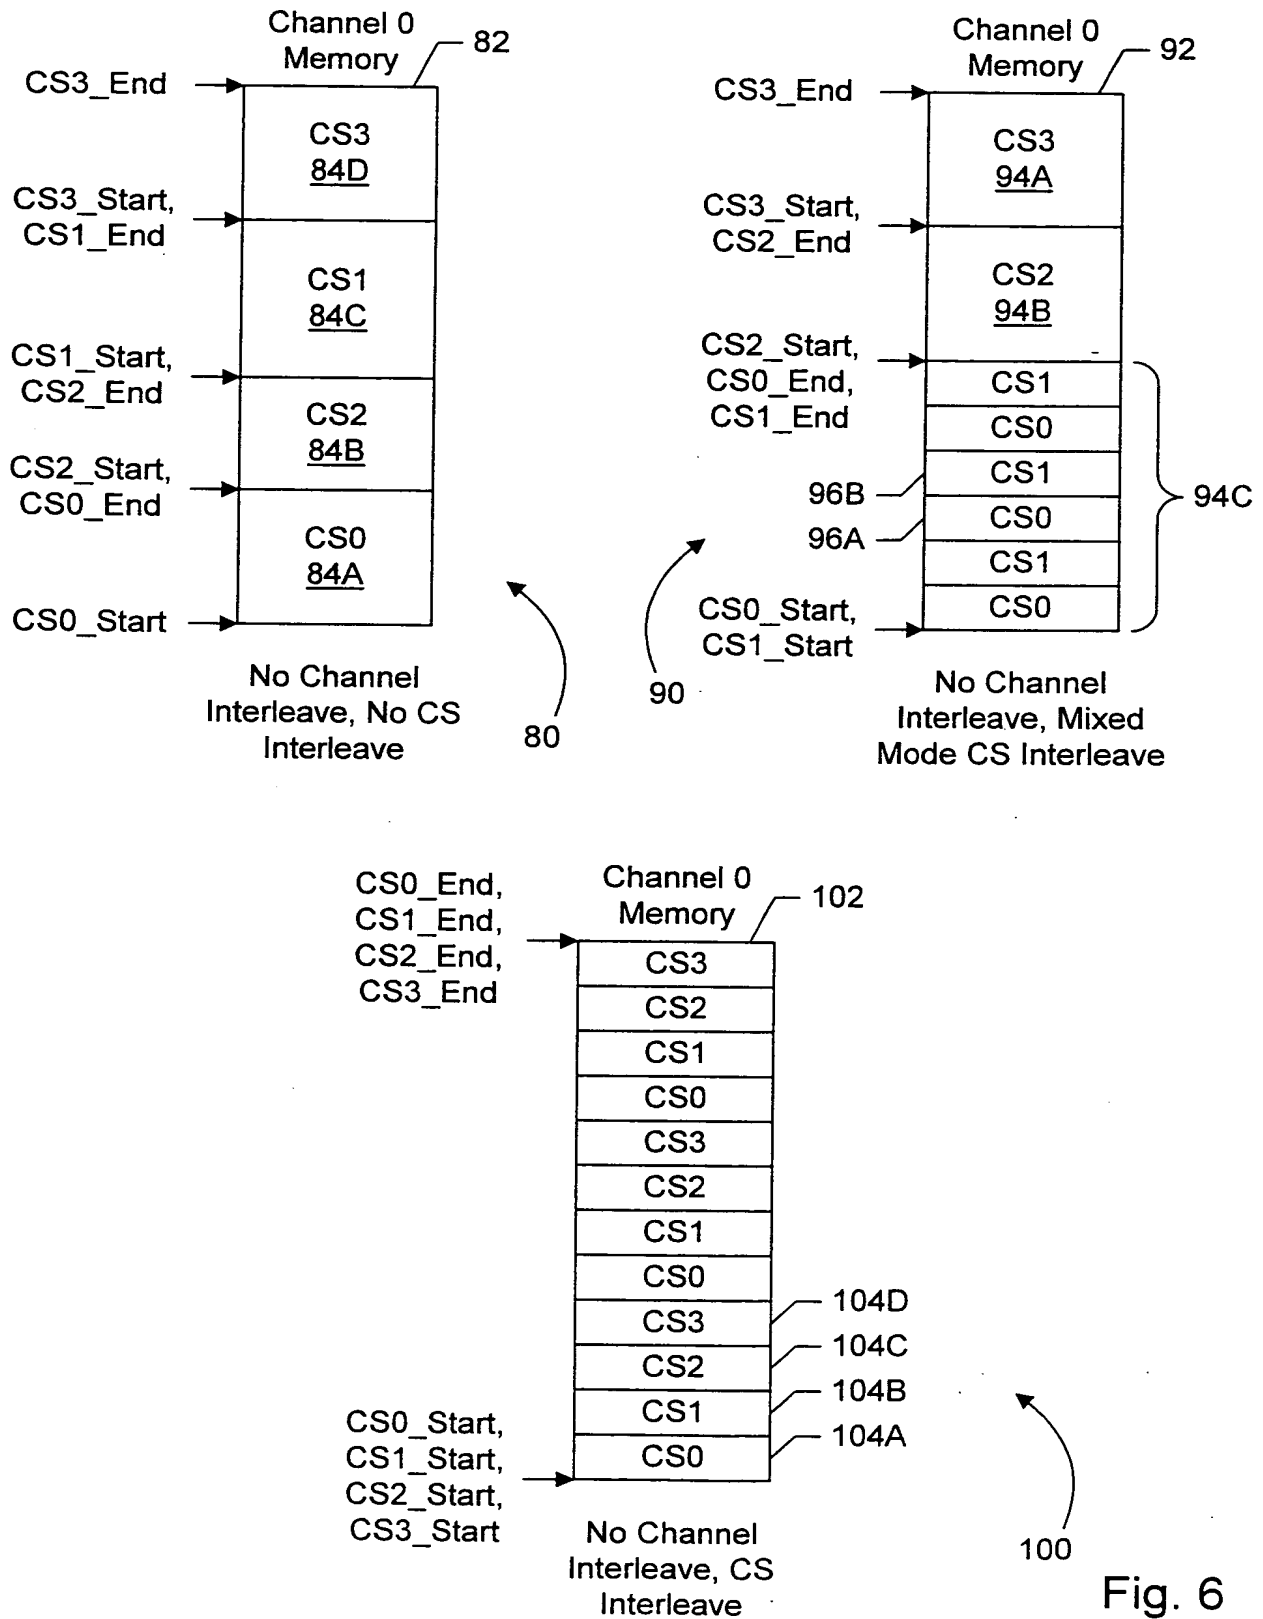 Channel 0
Memory
82
CS3_End
CS3
84D
CS3_Start,
CS1_End
CS1
84C
CS1_Start,
CS2_End
CS2
84B
CS2_Start,
CS0_End
CS0
84A
CS0_Start
No Channel
Interleave, No CS
Interleave
80
Channel 0
Memory
92
CS3_End
CS3
94A
CS3_Start,
CS2_End
CS2
94B
CS2_Start,
CS0_End,
CS1_End
CS1
CS0
96B
CS1
94C
96A
CS0
CS1
CS0
CS0_Start,
CS1_Start
90
No Channel
Interleave, Mixed
Mode CS Interleave
Channel 0
Memory
102
CS0_End,
CS1_End,
CS2_End,
CS3_End
CS3
CS2
CS1
CS0
CS3
CS2
CS1
CS0
CS3
104D
CS2
104C
CS1
104B
CS0
104A
CS0_Start,
CS1_Start,
CS2_Start,
CS3_Start
No Channel
Interleave, CS
Interleave
100
Fig. 6